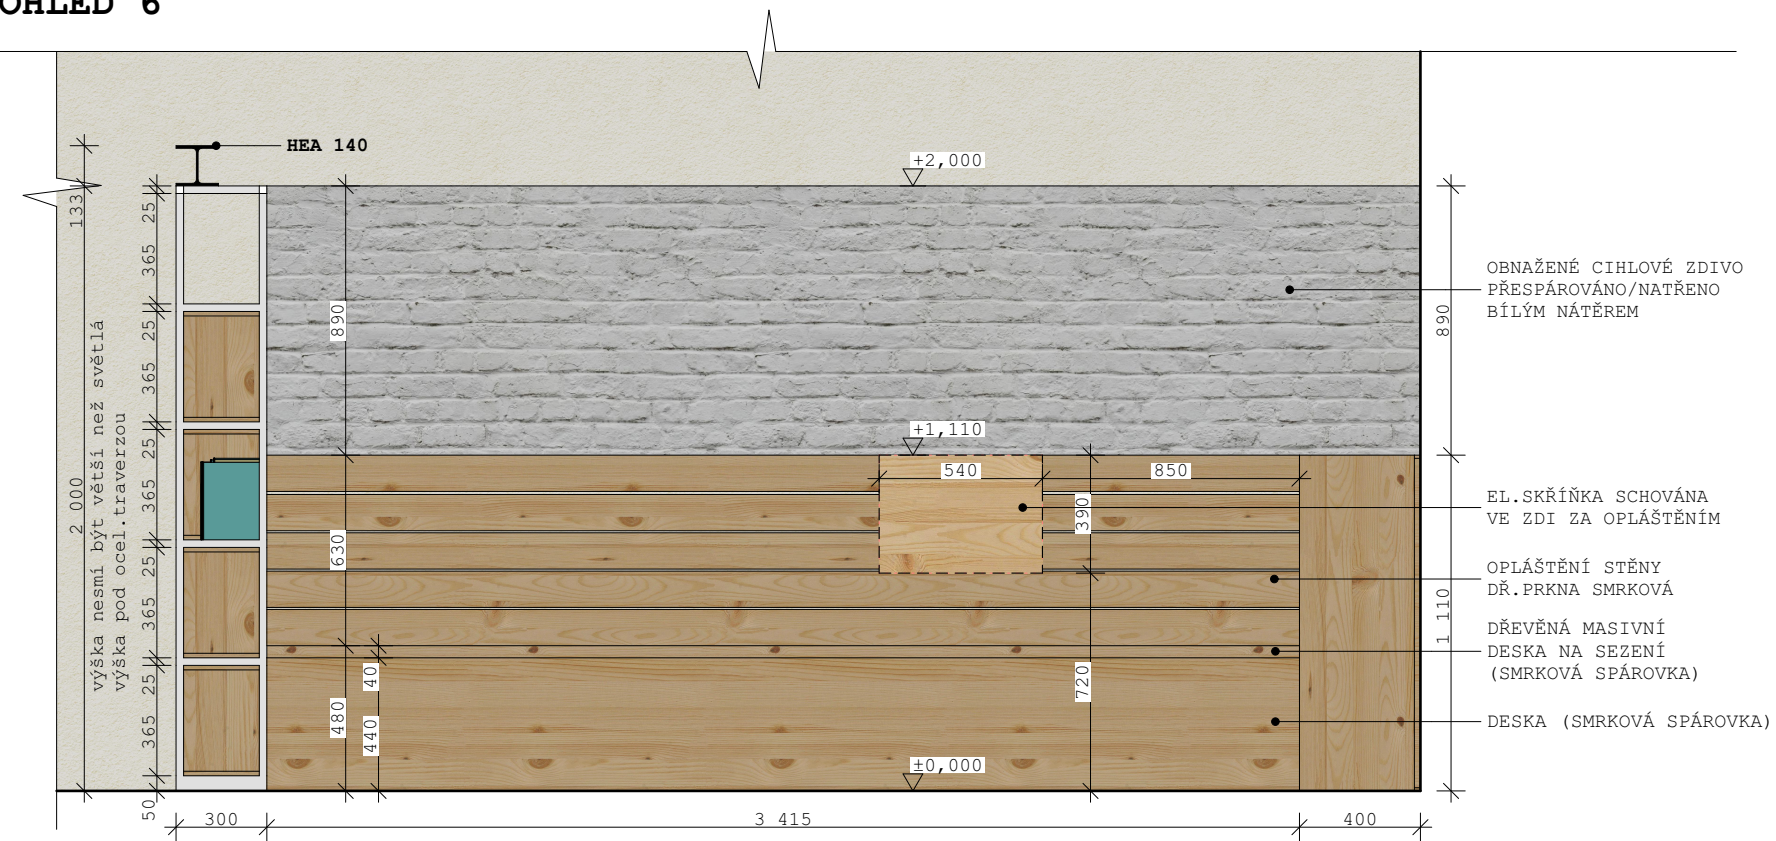 OHLED 6
HEA 140
+2,000
133
25
365
25
365
25
365
25
365
25
365
50
2 000
výška nesmí být větší než světlá
výška pod ocel.traverzou
890
630
480
40
440
+1,110
540
850
390
720
±0,000
890
1 110
OBNAŽENÉ CIHLOVÉ ZDIVO
PŘESPÁROVÁNO/NATŘENO
BÍLÝM NÁTĚREM
EL.SKŘÍŇKA SCHOVÁNA
VE ZDI ZA OPLÁŠTĚNÍM
OPLÁŠTĚNÍ STĚNY
DŘ.PRKNA SMRKOVÁ
DŘEVĚNÁ MASIVNÍ
DESKA NA SEZENÍ
(SMRKOVÁ SPÁROVKA)
DESKA (SMRKOVÁ SPÁROVKA)
300
3 415
400